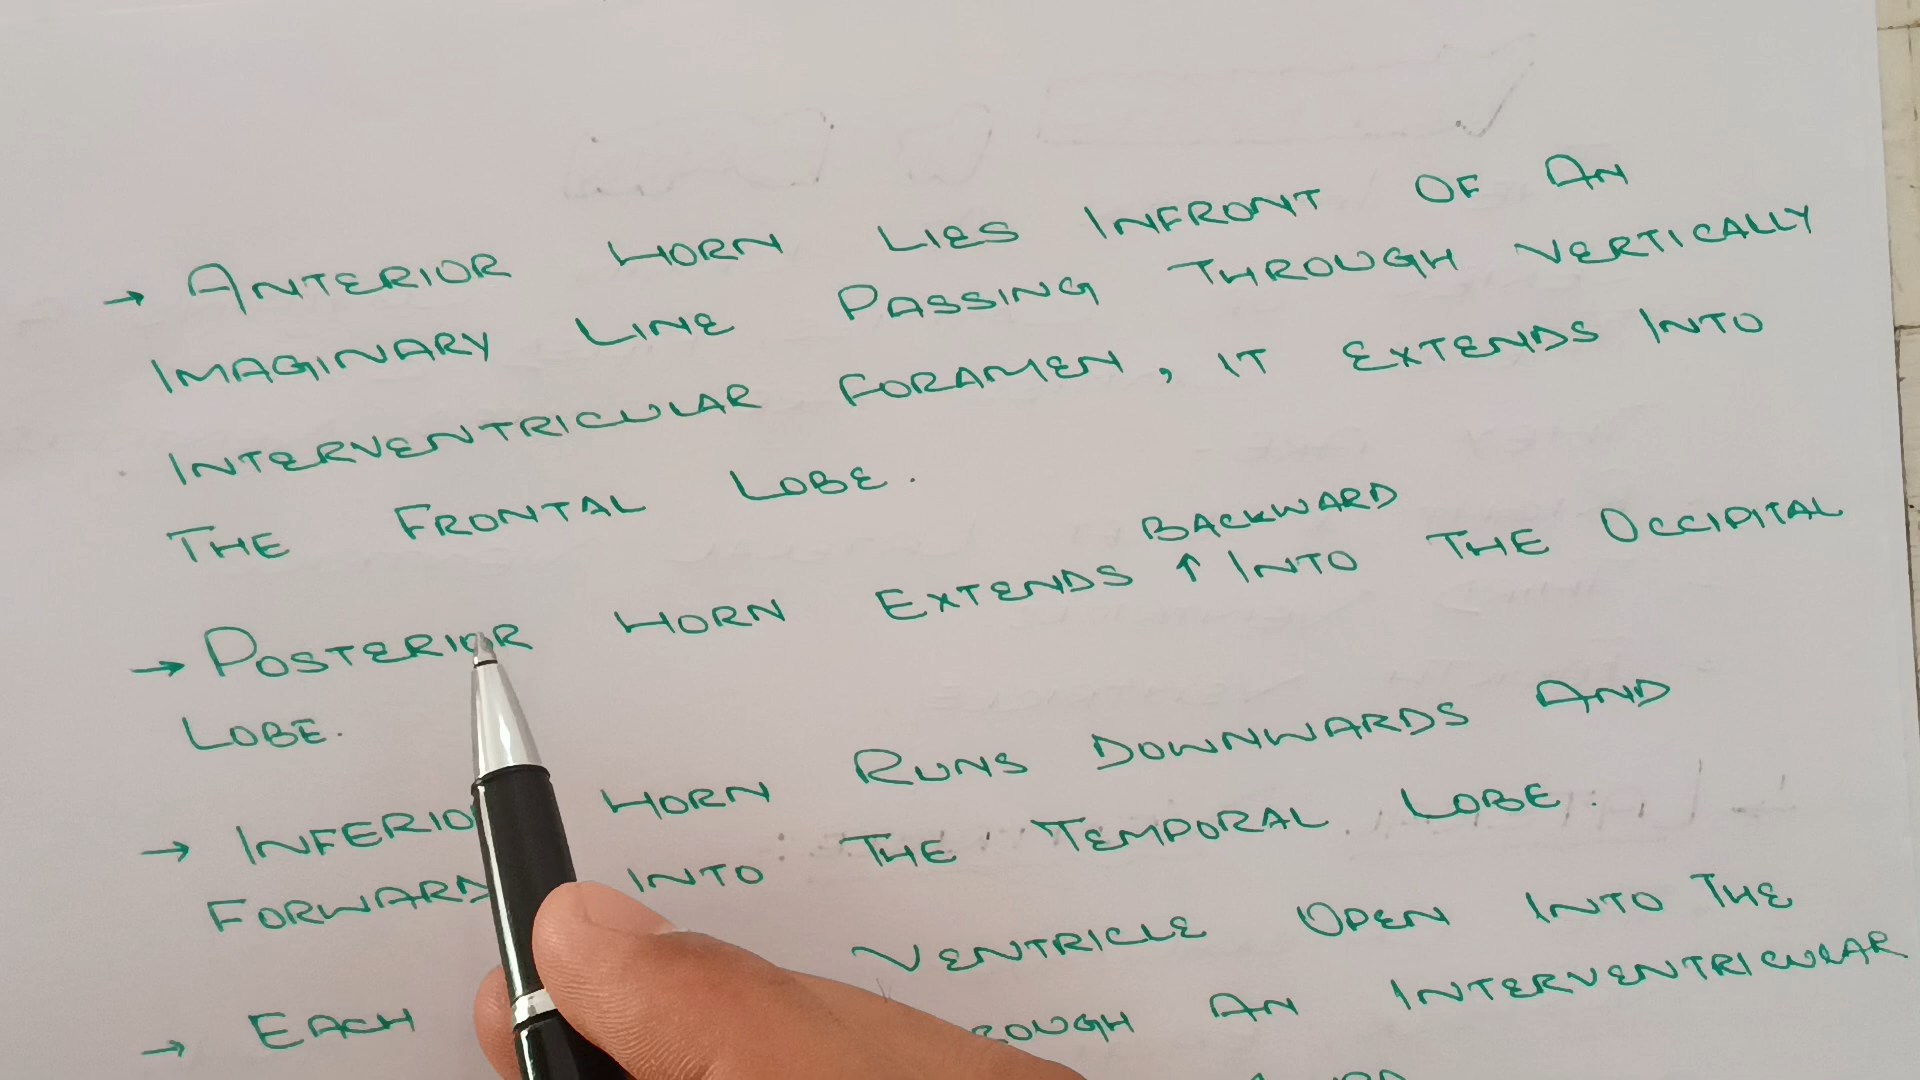 → ANTERIOR HORN LIES INFRONT OF AN
IMAGINARY LINE PASSING THROUGH VERTICALLY
INTERVENTRICULAR FORAMEN, IT EXTENDS INTO
THE FRONTAL LOBE.
BACKWARD
→ POSTERIOR HORN EXTENDS ↑ INTO THE OCCIPITAL
LOBE.
→ INFERIO HORN RUNS DOWNWARDS AND
FORWARD INTO THE TEMPORAL LOBE.
→ EACH VENTRICLE OPEN INTO THE
AN INTERVENTRICULAR